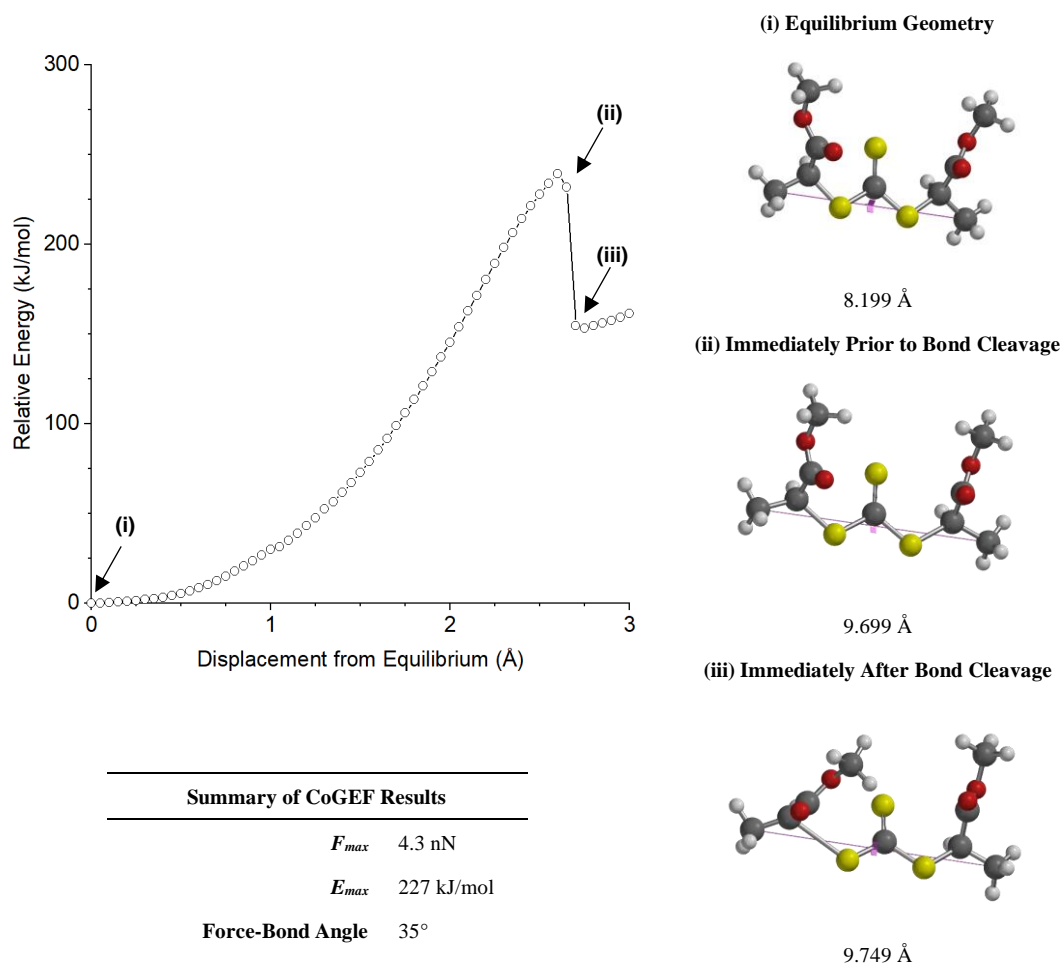 (i) Equilibrium Geometry
300
200
100
0
Relative Energy (kJ/mol)
0
1
2
3
Displacement from Equilibrium (Å)
(i)
(ii)
(iii)
8.199 Å
(ii) Immediately Prior to Bond Cleavage
9.699 Å
(iii) Immediately After Bond Cleavage
9.749 Å
Summary of CoGEF Results
Fmax 4.3 nN
Emax 227 kJ/mol
Force-Bond Angle 35°